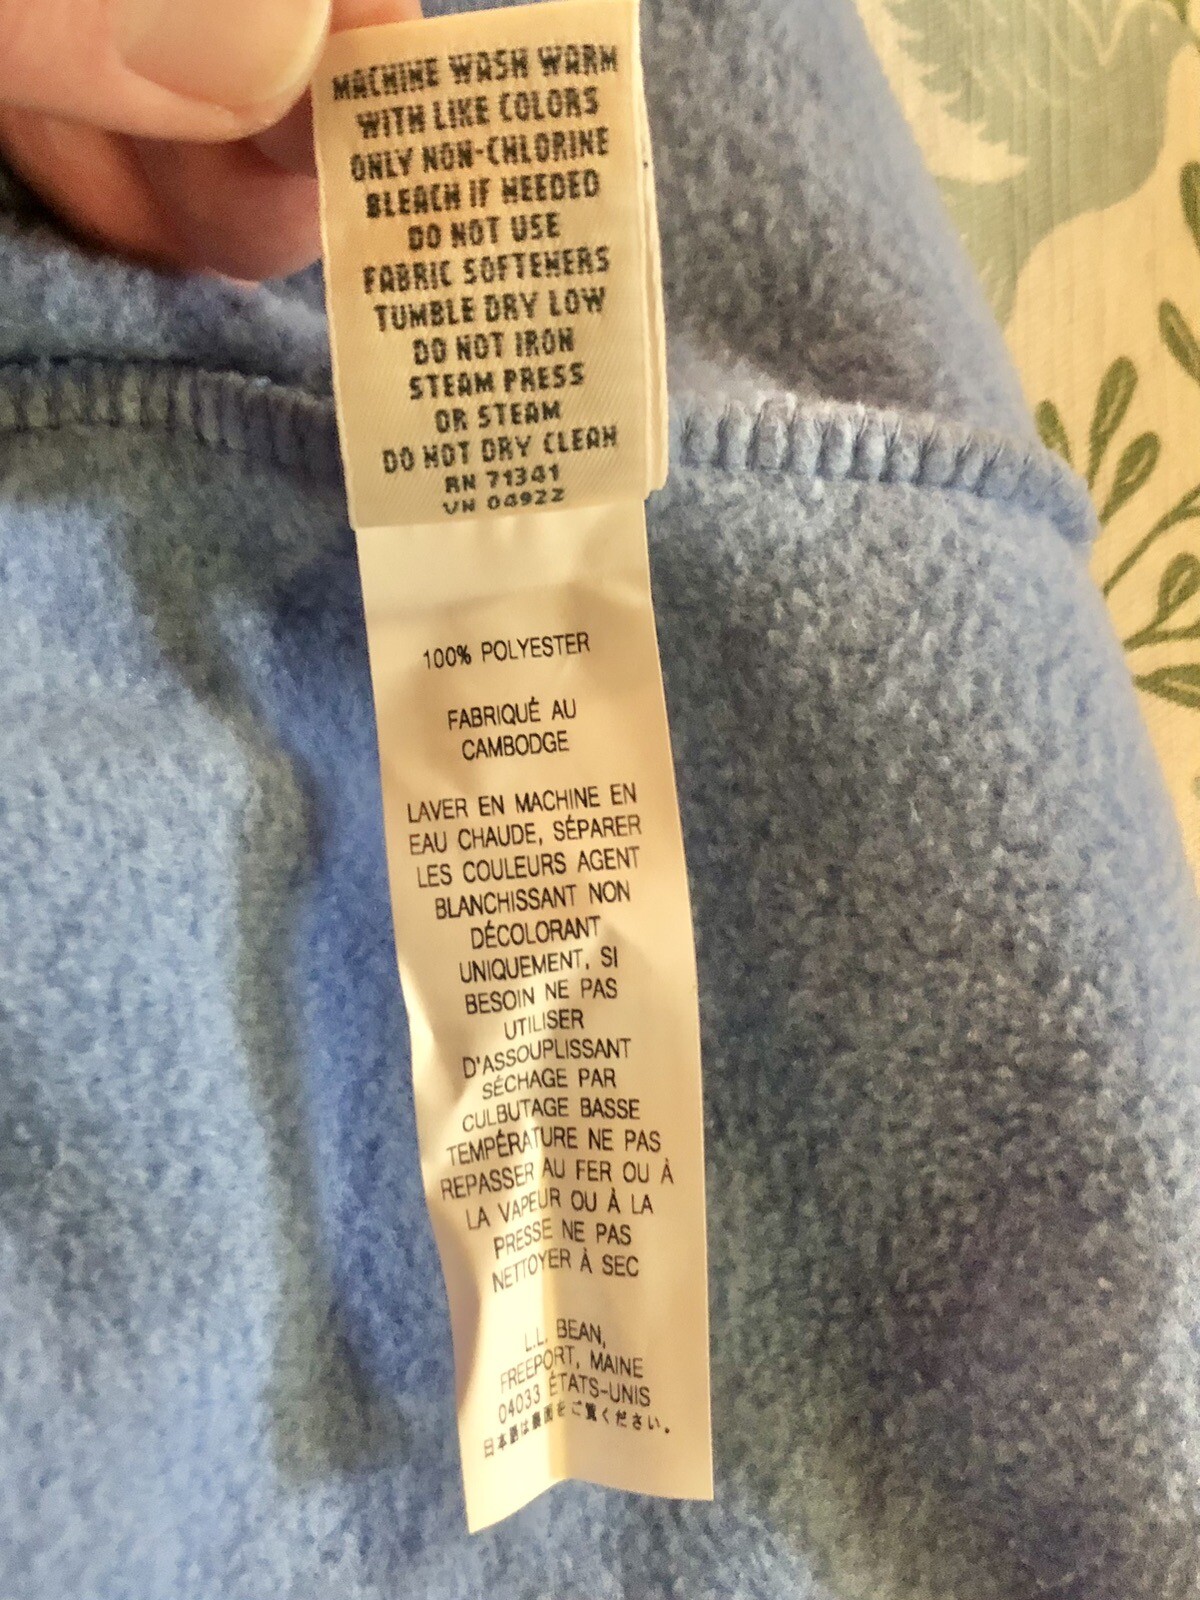 MACHINE WASH WARM
WITH LIKE COLORS
ONLY NON-CHLORINE
BLEACH IF NEEDED
DO NOT USE
FABRIC SOFTENERS
TUMBLE DRY LOW
DO NOT IRON
STEAM PRESS
OR STEAM
DO NOT DRY CLEAN
RN 71341
VN 04922
100% POLYESTER
FABRIQUÉ AU
CAMBODGE
LAVER EN MACHINE EN
EAU CHAUDE, SÉPARER
LES COULEURS AGENT
BLANCHISSANT NON
DÉCOLORANT
UNIQUEMENT, SI
BESOIN NE PAS
UTILISER
D'ASSOUPLISSANT
SÉCHAGE PAR
CULBUTAGE BASSE
TEMPÉRATURE NE PAS
REPASSER AU FER OU À
LA VAPEUR OU À LA
PRESSE NE PAS
NETTOYER À SEC
L.L. BEAN,
FREEPORT, MAINE
04033 ÉTATS-UNIS
日本語は裏面をご覧ください。